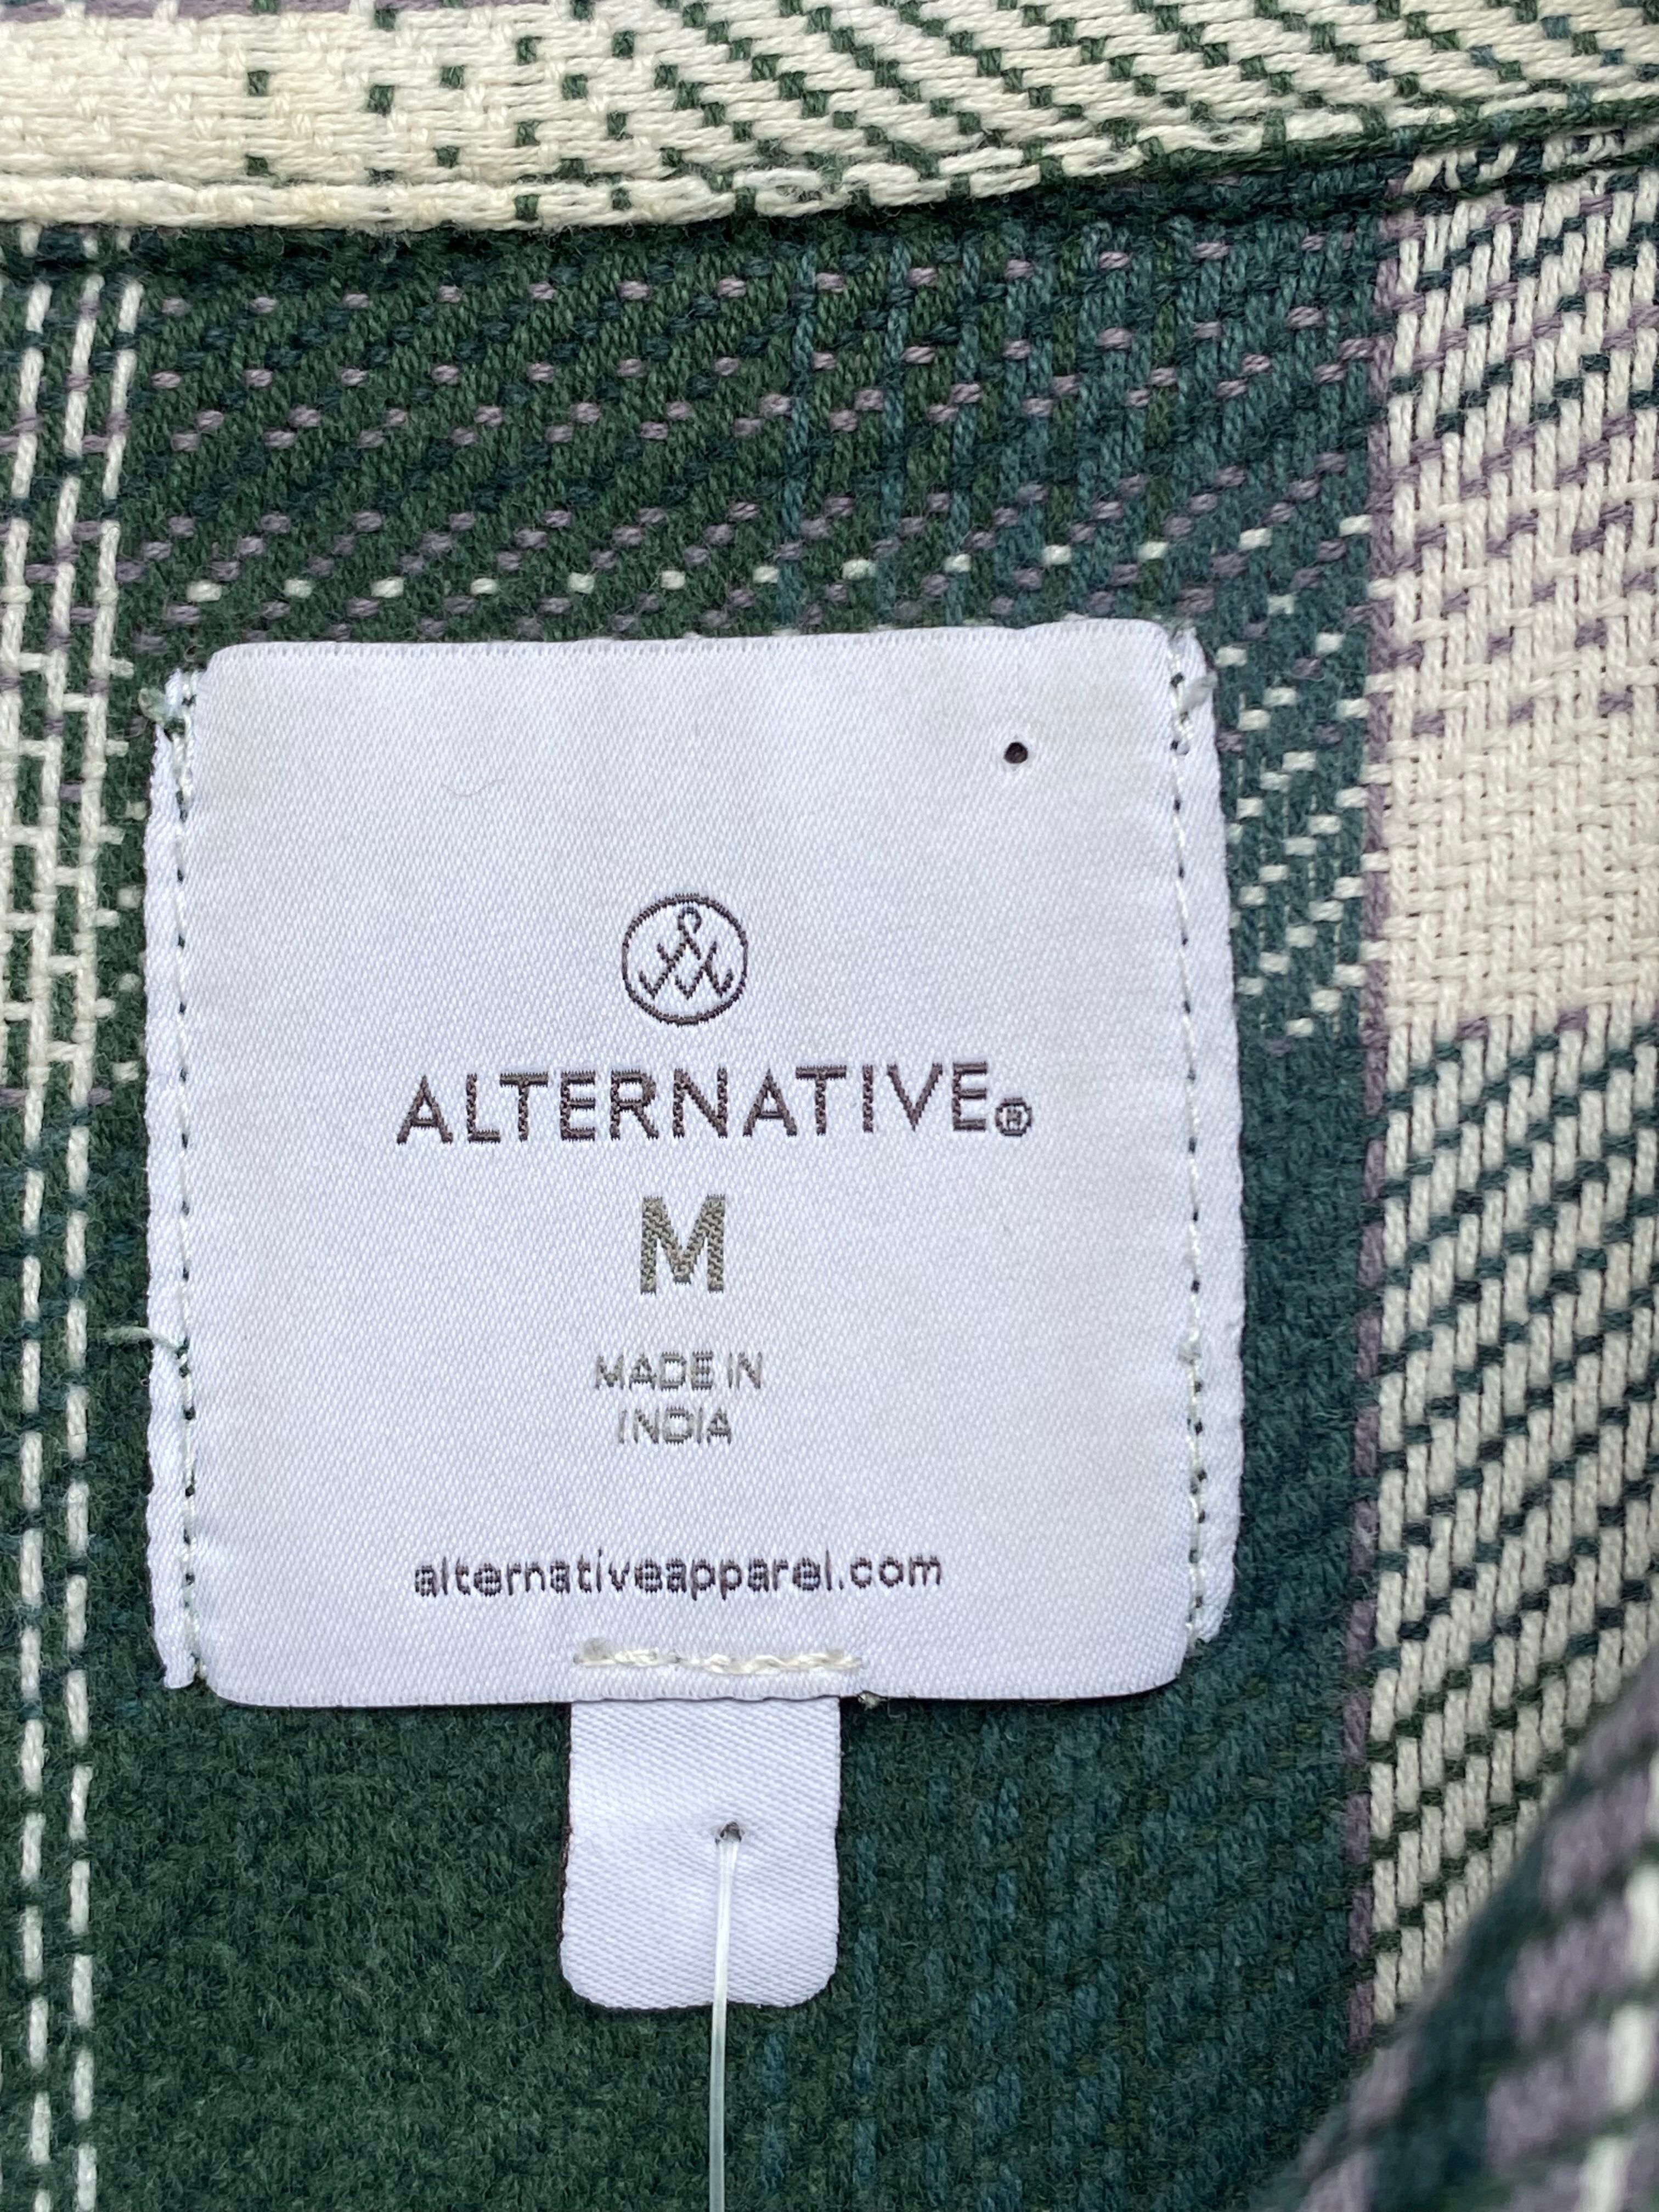 ALTERNATIVE®
M
MADE IN
INDIA
alternativeapparel.com